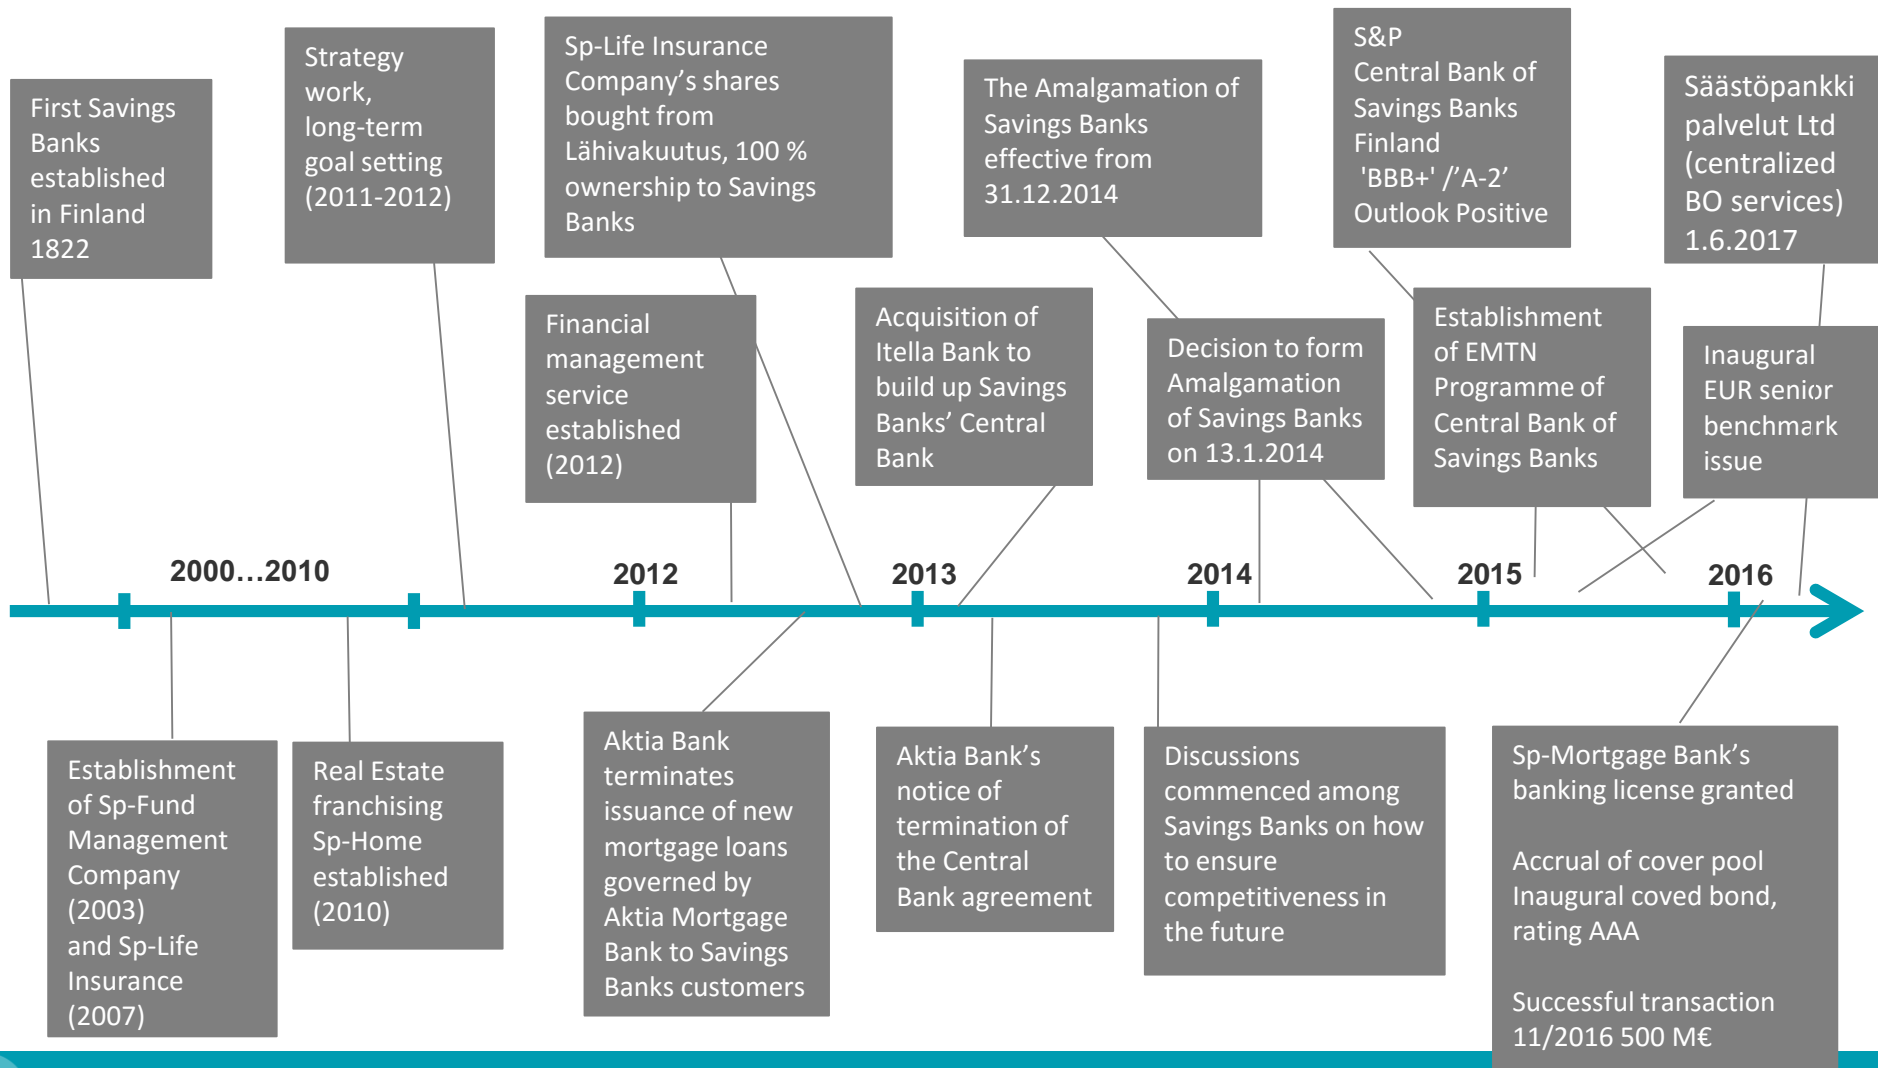 First Savings
Banks
established
in Finland
1822
Strategy
work,
long-term
goal setting
(2011-2012)
Sp-Life Insurance
Company's shares
bought from
Lähivakuutus, 100 %
ownership to Savings
Banks
The Amalgamation of
Savings Banks
effective from
31.12.2014
S&P
Central Bank of
Savings Banks
Finland
'BBB+' /’A-2’
Outlook Positive
Säästöpankki
palvelut Ltd
(centralized
BO services)
1.6.2017
Financial
management
service
established
(2012)
Acquisition of
Itella Bank to
build up Savings
Banks’ Central
Bank
Decision to form
Amalgamation
of Savings Banks
on 13.1.2014
Establishment
of EMTN
Programme of
Central Bank of
Savings Banks
Inaugural
EUR senior
benchmark
issue
2000…2010
2012
2013
2014
2015
2016
Establishment
of Sp-Fund
Management
Company
(2003)
and Sp-Life
Insurance
(2007)
Real Estate
franchising
Sp-Home
established
(2010)
Aktia Bank
terminates
issuance of new
mortgage loans
governed by
Aktia Mortgage
Bank to Savings
Banks customers
Aktia Bank’s
notice of
termination of
the Central
Bank agreement
Discussions
commenced among
Savings Banks on how
to ensure
competitiveness in
the future
Sp-Mortgage Bank’s
banking license granted
Accrual of cover pool
Inaugural coved bond,
rating AAA
Successful transaction
11/2016 500 M€